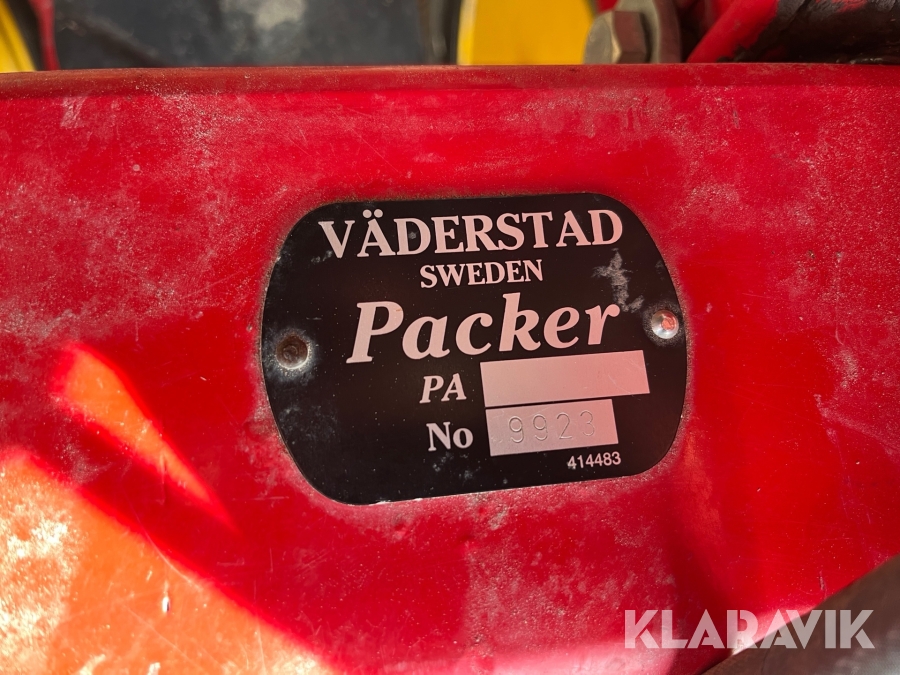 VÄDERSTAD
SWEDEN
Packer
PA
No 9923
414483
KLARAVIK